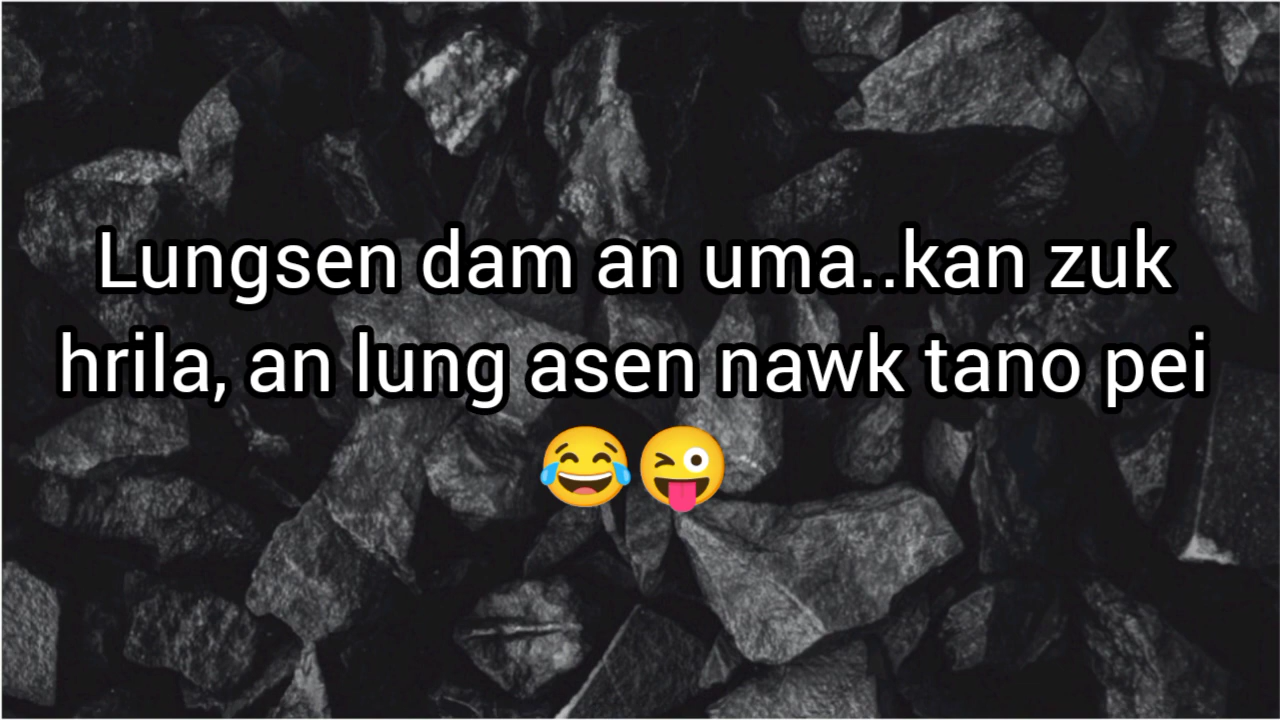 Lungsen dam an uma..kan zuk
hrila, an lung asen nawk tano pei
😂😜